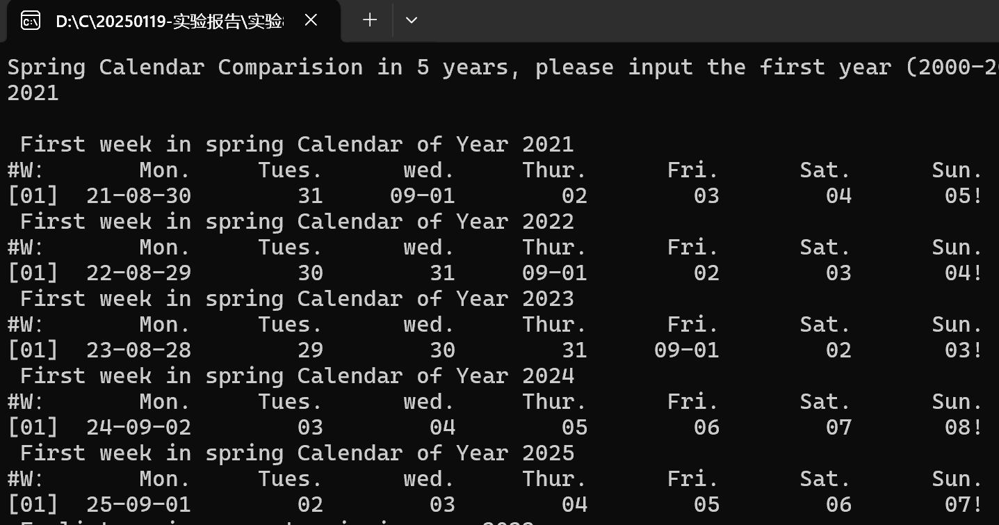 D:\C\20250119-实验报告\实验
Spring Calendar Comparision in 5 years, please input the first year (2000-2
2021
First week in spring Calendar of Year 2021
#W: Mon. Tues. wed. Thur. Fri. Sat. Sun.
[01] 21-08-30 31 09-01 02 03 04 05!
First week in spring Calendar of Year 2022
#W: Mon. Tues. wed. Thur. Fri. Sat. Sun.
[01] 22-08-29 30 31 09-01 02 03 04!
First week in spring Calendar of Year 2023
#W: Mon. Tues. wed. Thur. Fri. Sat. Sun.
[01] 23-08-28 29 30 31 09-01 02 03!
First week in spring Calendar of Year 2024
#W: Mon. Tues. wed. Thur. Fri. Sat. Sun.
[01] 24-09-02 03 04 05 06 07 08!
First week in spring Calendar of Year 2025
#W: Mon. Tues. wed. Thur. Fri. Sat. Sun.
[01] 25-09-01 02 03 04 05 06 07!